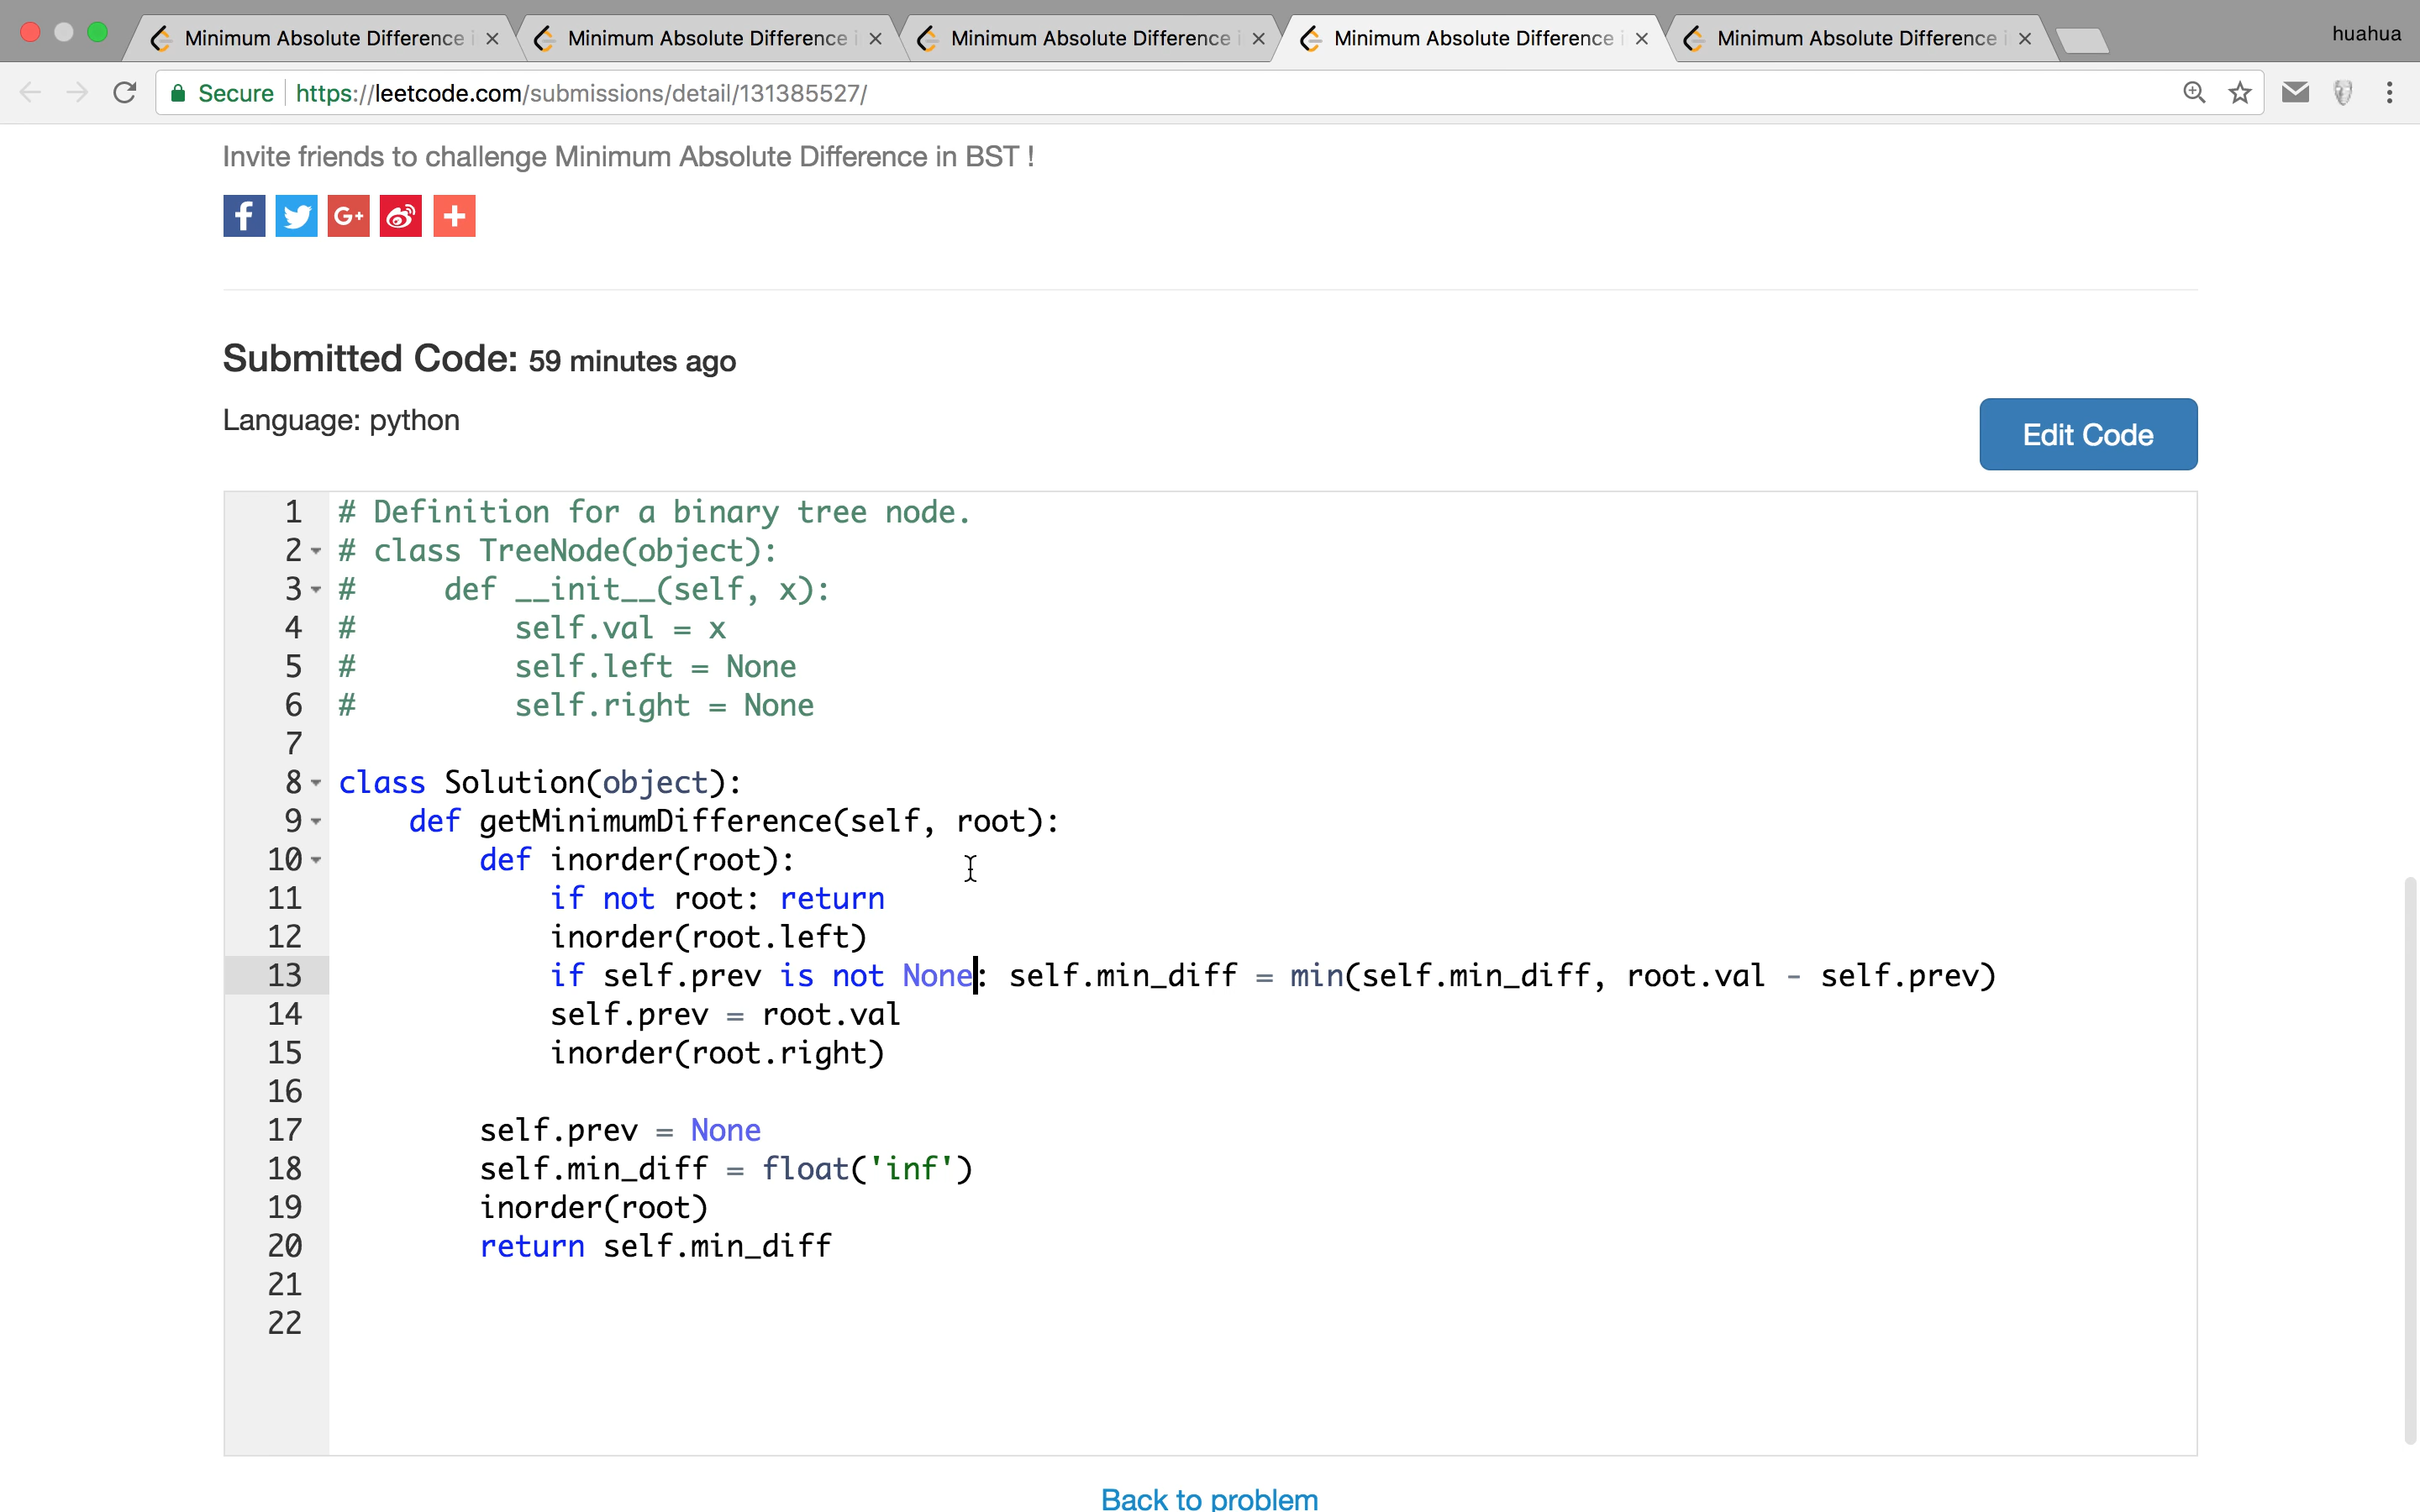 Minimum Absolute Difference i
Minimum Absolute Difference i
Minimum Absolute Difference i
Minimum Absolute Difference i
Minimum Absolute Difference i
huahua
Secure https://leetcode.com/submissions/detail/131385527/
Invite friends to challenge Minimum Absolute Difference in BST !
f G+
Submitted Code: 59 minutes ago
Language: python
Edit Code
1 # Definition for a binary tree node.
2 # class TreeNode(object):
3 #     def __init__(self, x):
4 #         self.val = x
5 #         self.left = None
6 #         self.right = None
7
8 class Solution(object):
9     def getMinimumDifference(self, root):
10         def inorder(root):
11             if not root: return
12             inorder(root.left)
13             if self.prev is not None: self.min_diff = min(self.min_diff, root.val - self.prev)
14             self.prev = root.val
15             inorder(root.right)
16
17         self.prev = None
18         self.min_diff = float('inf')
19         inorder(root)
20         return self.min_diff
21
22
Back to problem